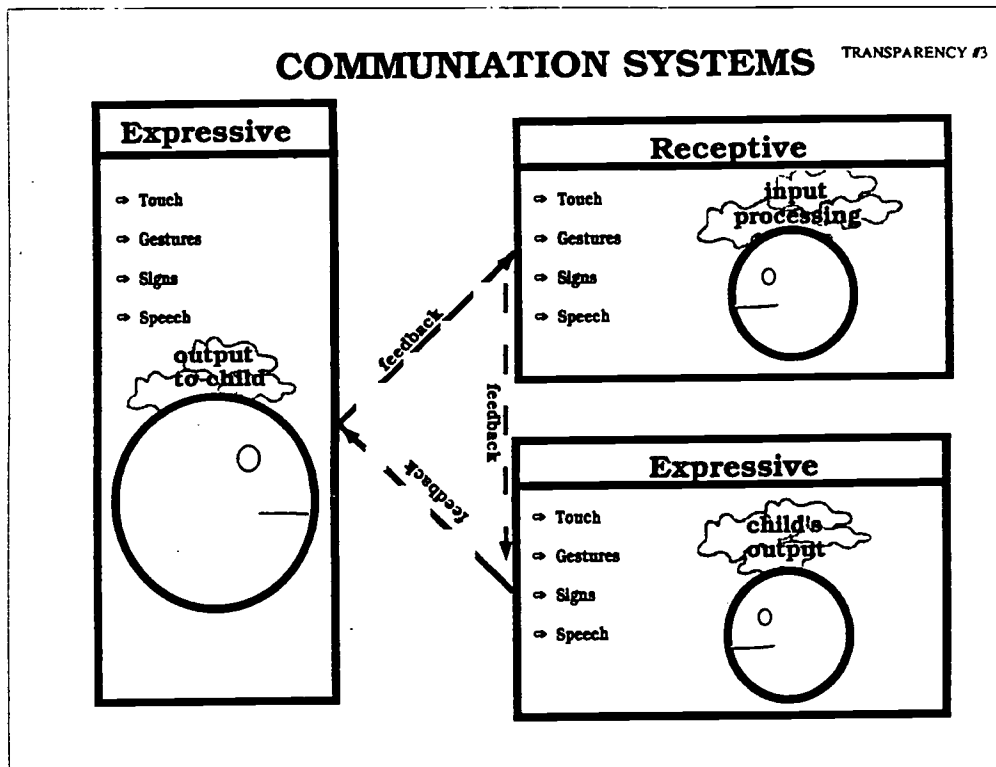 COMMUNIATION SYSTEMS
TRANSPARENCY #3
Expressive
⇨ Touch
⇨ Gestures
⇨ Signs
⇨ Speech
output
to child
feedback
feedback
feedback
Receptive
⇨ Touch
⇨ Gestures
⇨ Signs
⇨ Speech
input
processing
Expressive
⇨ Touch
⇨ Gestures
⇨ Signs
⇨ Speech
child's
output